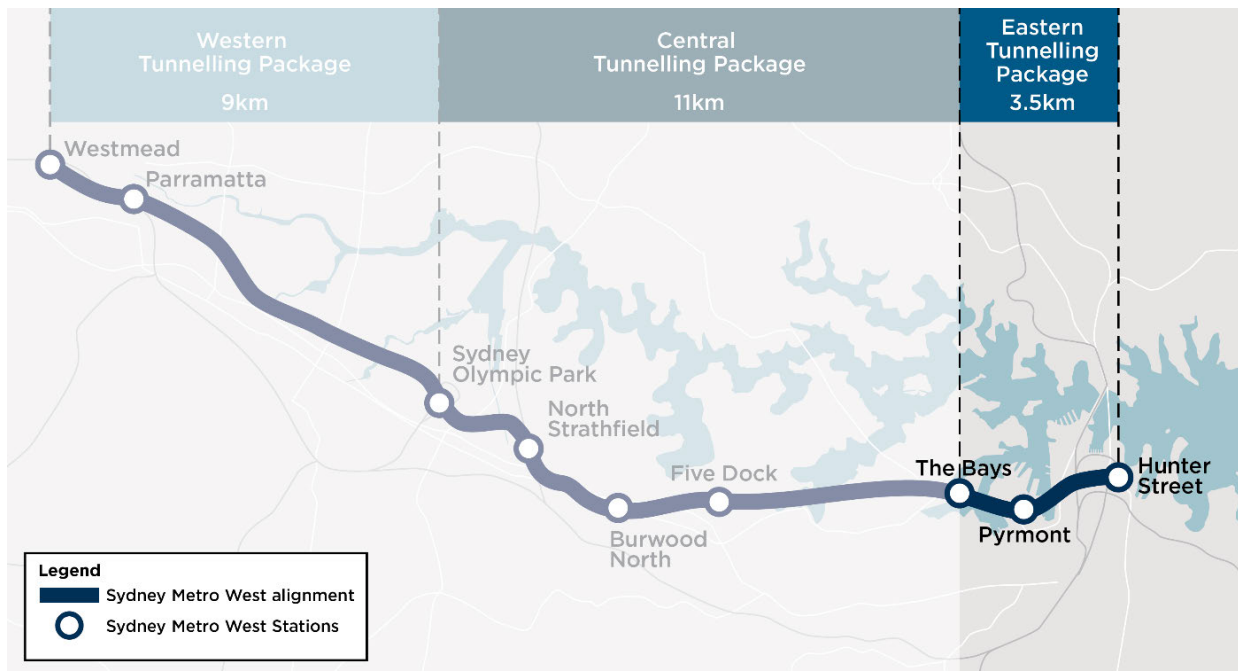 Western
Tunnelling Package
9km
Central
Tunnelling Package
11km
Eastern
Tunnelling
Package
3.5km
Westmead
Parramatta
Sydney
Olympic Park
North
Strathfield
Burwood
North
Five Dock
The Bays
Pyrmont
Hunter
Street
Legend
Sydney Metro West alignment
Sydney Metro West Stations